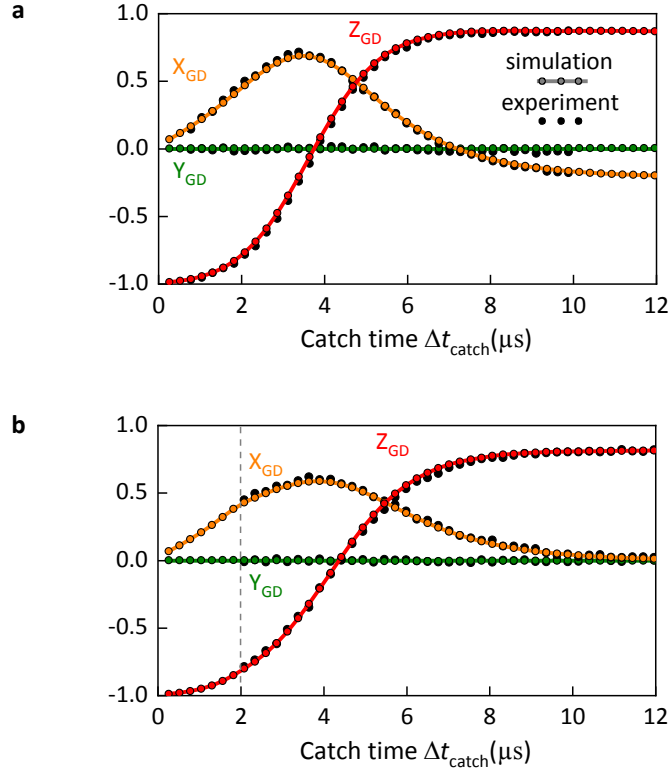 a
1.0
0.5
0.0
-0.5
-1.0
X_GD
Y_GD
Z_GD
simulation
experiment
0 2 4 6 8 10 12
Catch time Δt_catch(μs)
b
1.0
0.5
0.0
-0.5
-1.0
X_GD
Y_GD
Z_GD
0 2 4 6 8 10 12
Catch time Δt_catch(μs)